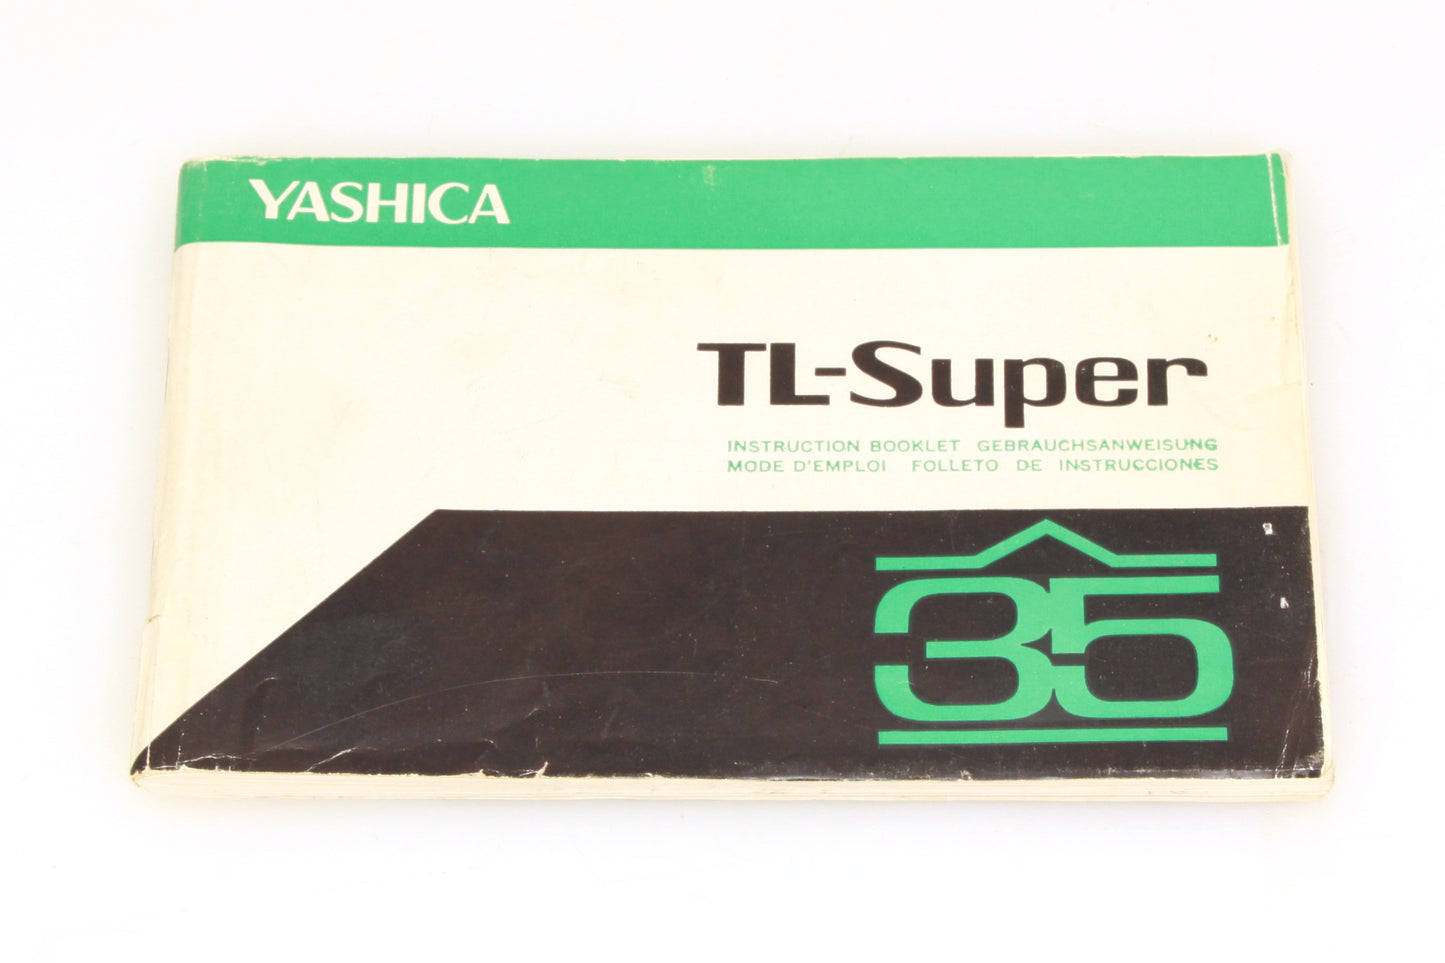 YASHICA
TL-Super
INSTRUCTION BOOKLET GEBRAUCHSANWEISUNG
MODE D'EMPLOI FOLLETO DE INSTRUCCIONES
35